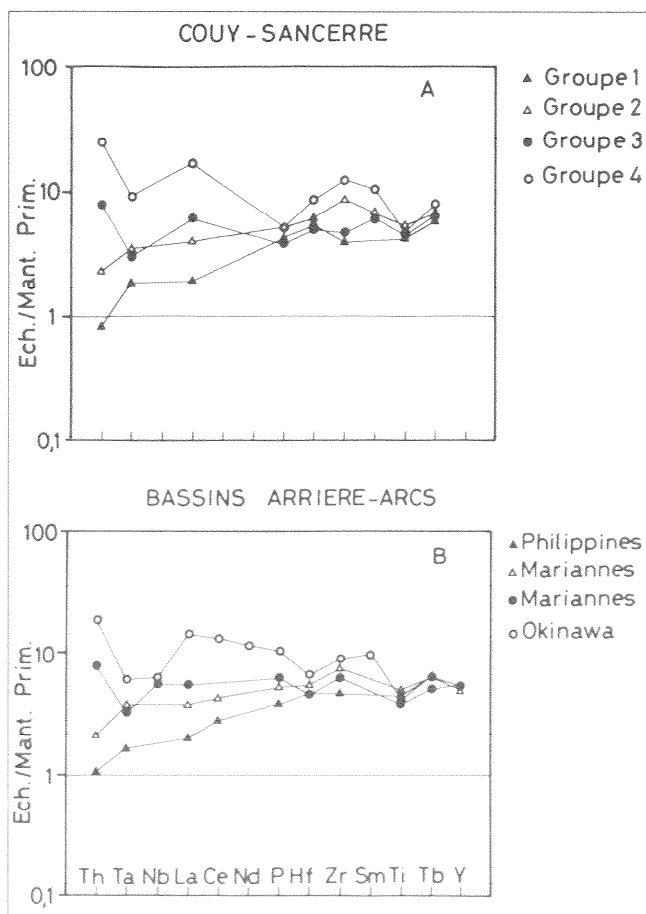 COUY-SANCERRE
100
10
1
0,1
Ech./Mant. Prim.
A
Groupe 1
Groupe 2
Groupe 3
Groupe 4
BASSINS ARRIERE-ARCS
100
10
1
0,1
Ech./Mant. Prim.
B
Philippines
Mariannes
Mariannes
Okinawa
Th Ta Nb La Ce Nd P Hf Zr Sm Ti Tb Y